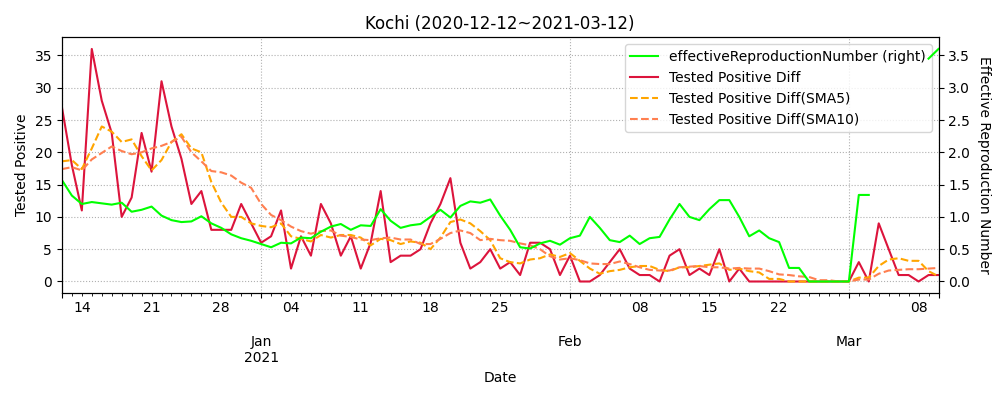 Kochi (2020-12-12~2021-03-12)
effectiveReproductionNumber (right)
Tested Positive Diff
Tested Positive Diff(SMA5)
Tested Positive Diff(SMA10)
Tested Positive
35
30
25
20
15
10
5
0
3.5
3.0
2.5
2.0
1.5
1.0
0.5
0.0
Effective Reproduction Number
14 21 28 04 11 18 25 08 15 22 08
Jan Feb Mar
2021
Date